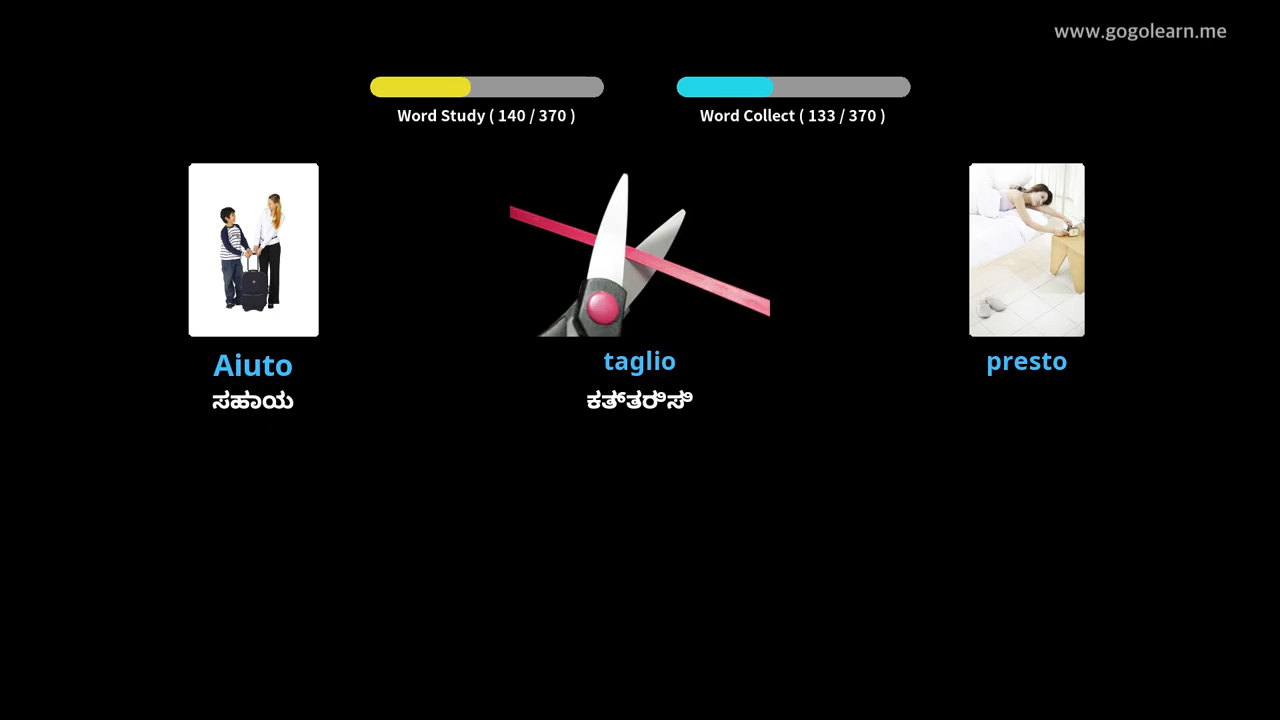 www.gogolearn.me
Word Study ( 140 / 370 )
Word Collect ( 133 / 370 )
Aiuto
taglio
presto
ಸಹಾಯ
ಕತ್ತರಿಸಿ